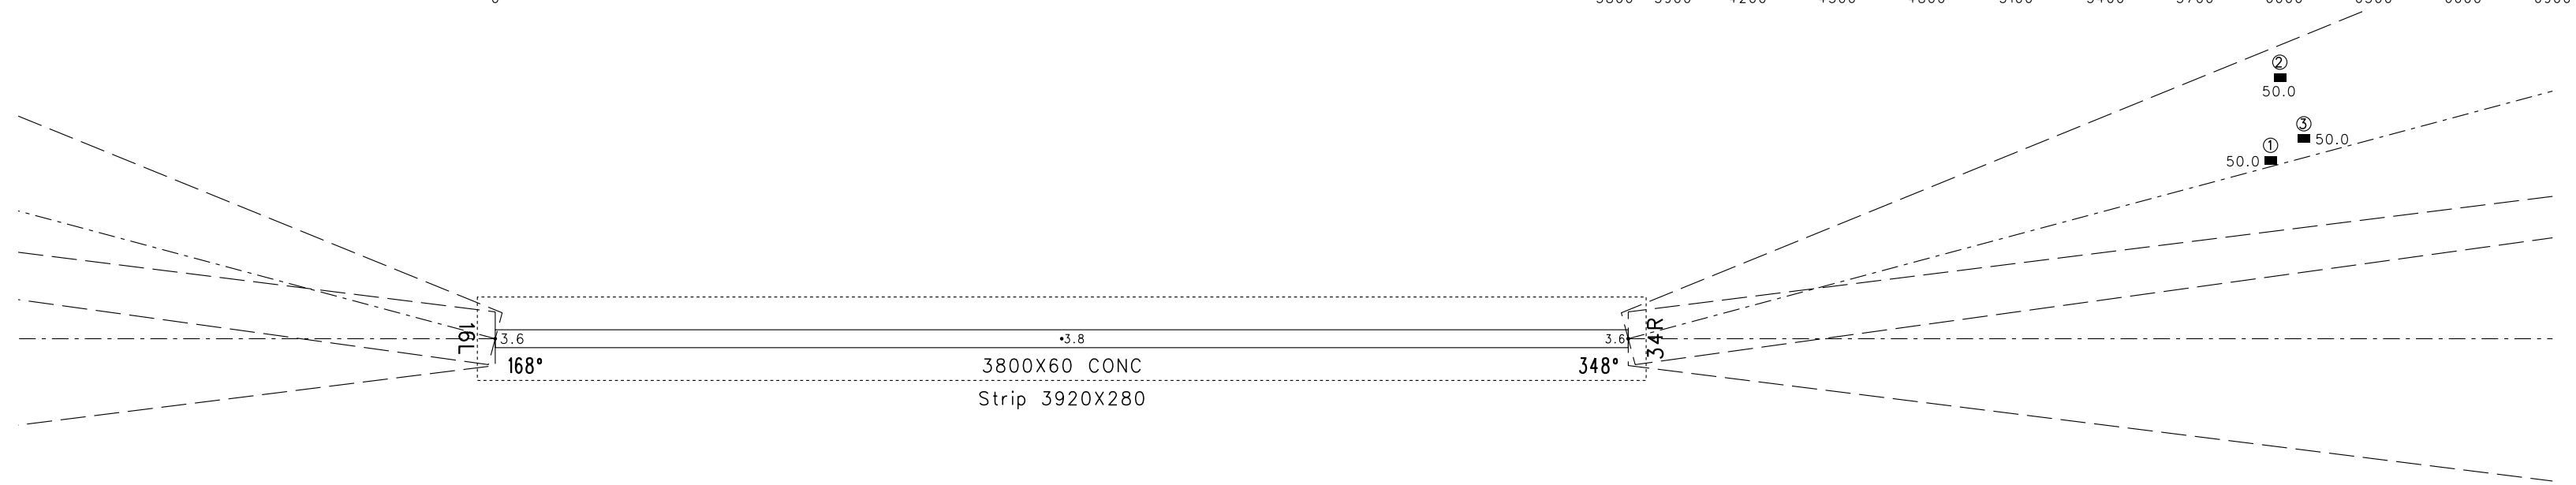 ②
50.0
③
50.0
①
50.0
16L
3.6
3.8
3.6
34R
168°
3800X60 CONC
348°
Strip 3920X280